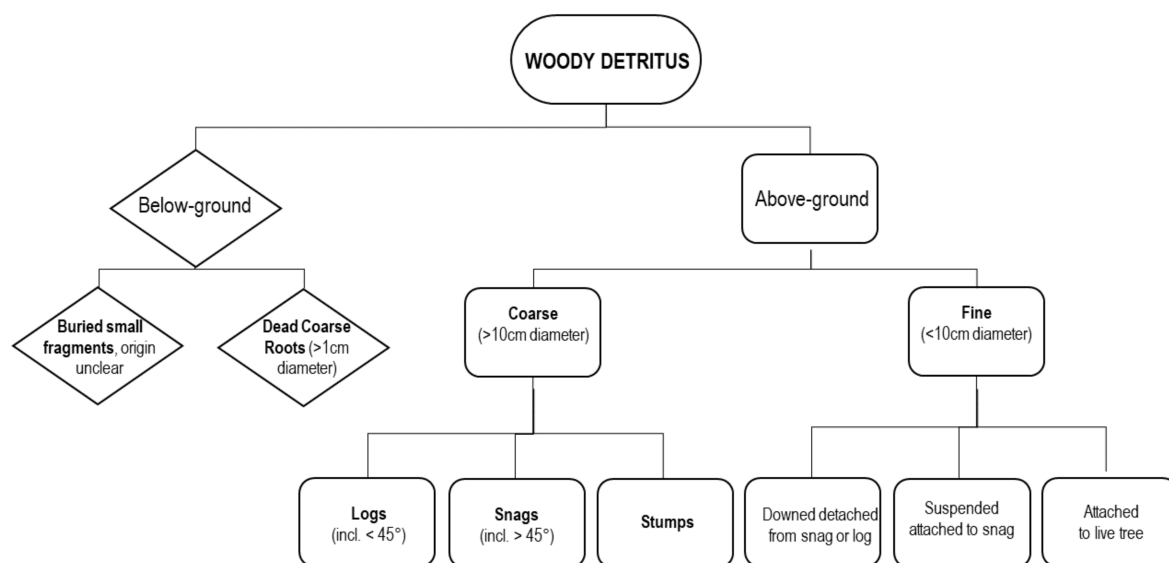 WOODY DETRITUS
Below-ground
Above-ground
Buried small
fragments, origin
unclear
Dead Coarse
Roots (>1cm
diameter)
Coarse
(>10cm diameter)
Fine
(<10cm diameter)
Logs
(incl. < 45°)
Snags
(incl. > 45°)
Stumps
Downed detached
from snag or log
Suspended
attached to snag
Attached
to live tree